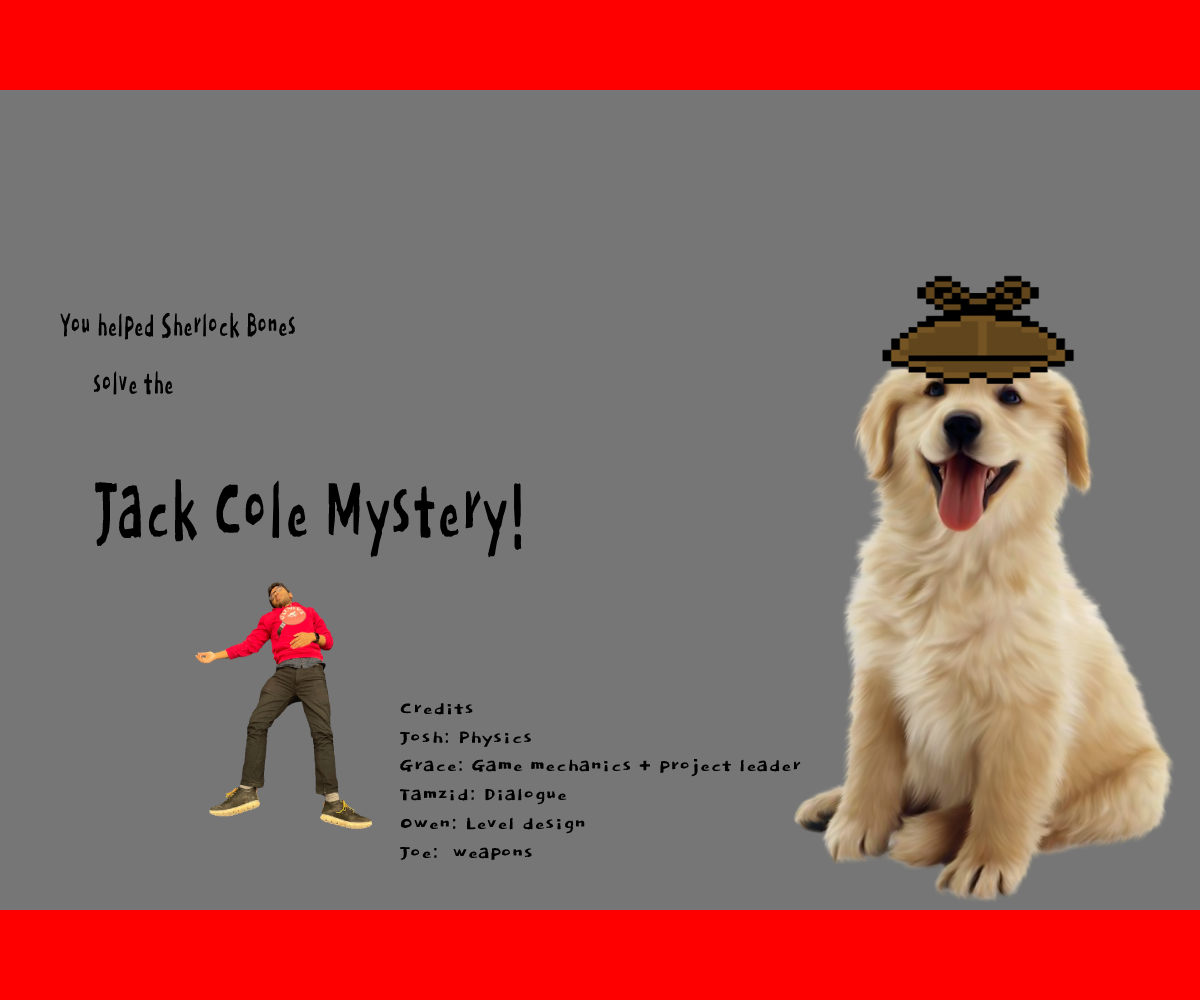 You helped Sherlock Bones
solve the
Jack Cole Mystery!
Credits
Josh: Physics
Grace: Game mechanics + project leader
Tamzid: Dialogue
Owen: Level design
Joe:  weapons